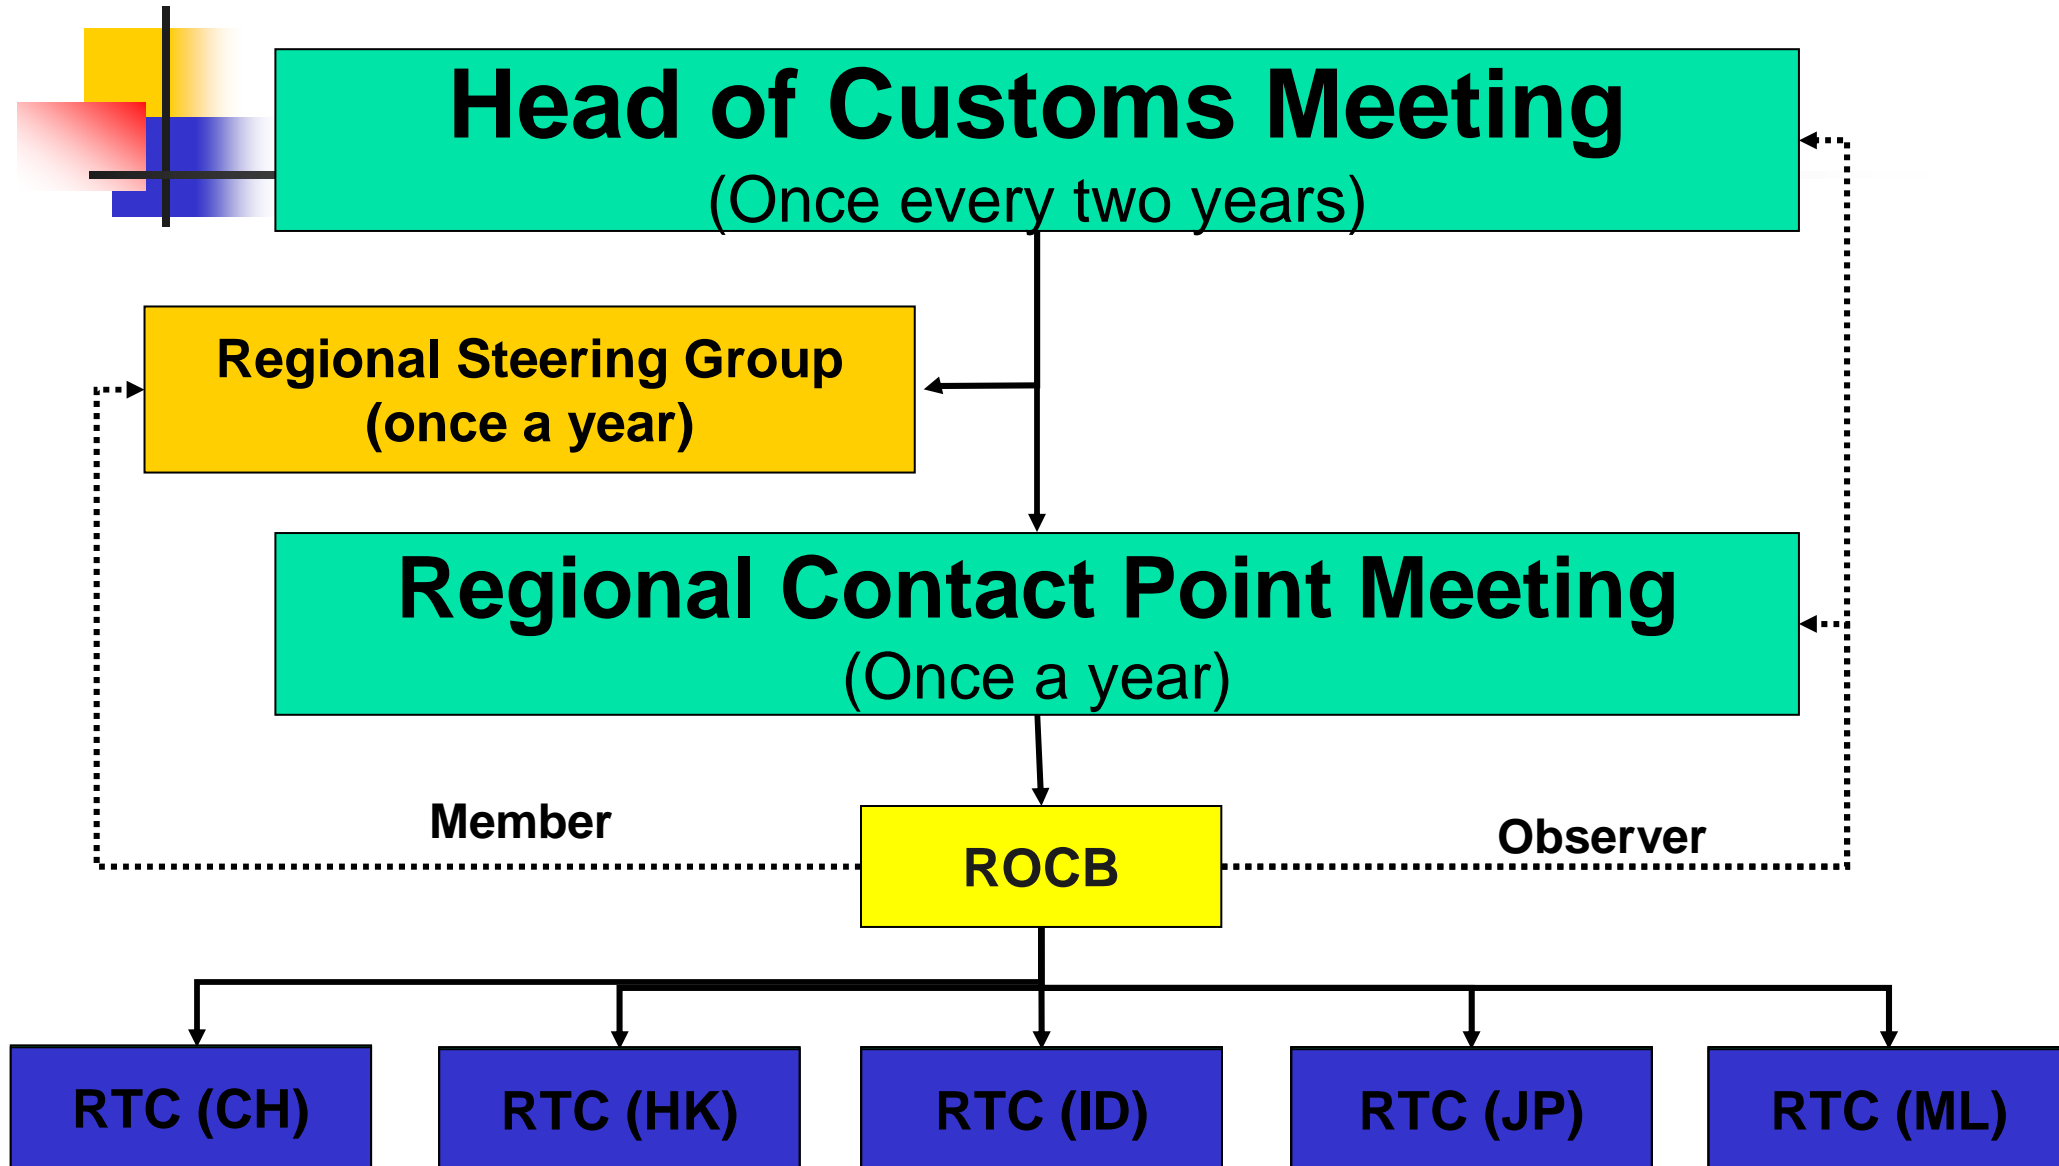 Head of Customs Meeting
(Once every two years)
Regional Steering Group
(once a year)
Regional Contact Point Meeting
(Once a year)
Member
Observer
ROCB
RTC (CH)
RTC (HK)
RTC (ID)
RTC (JP)
RTC (ML)